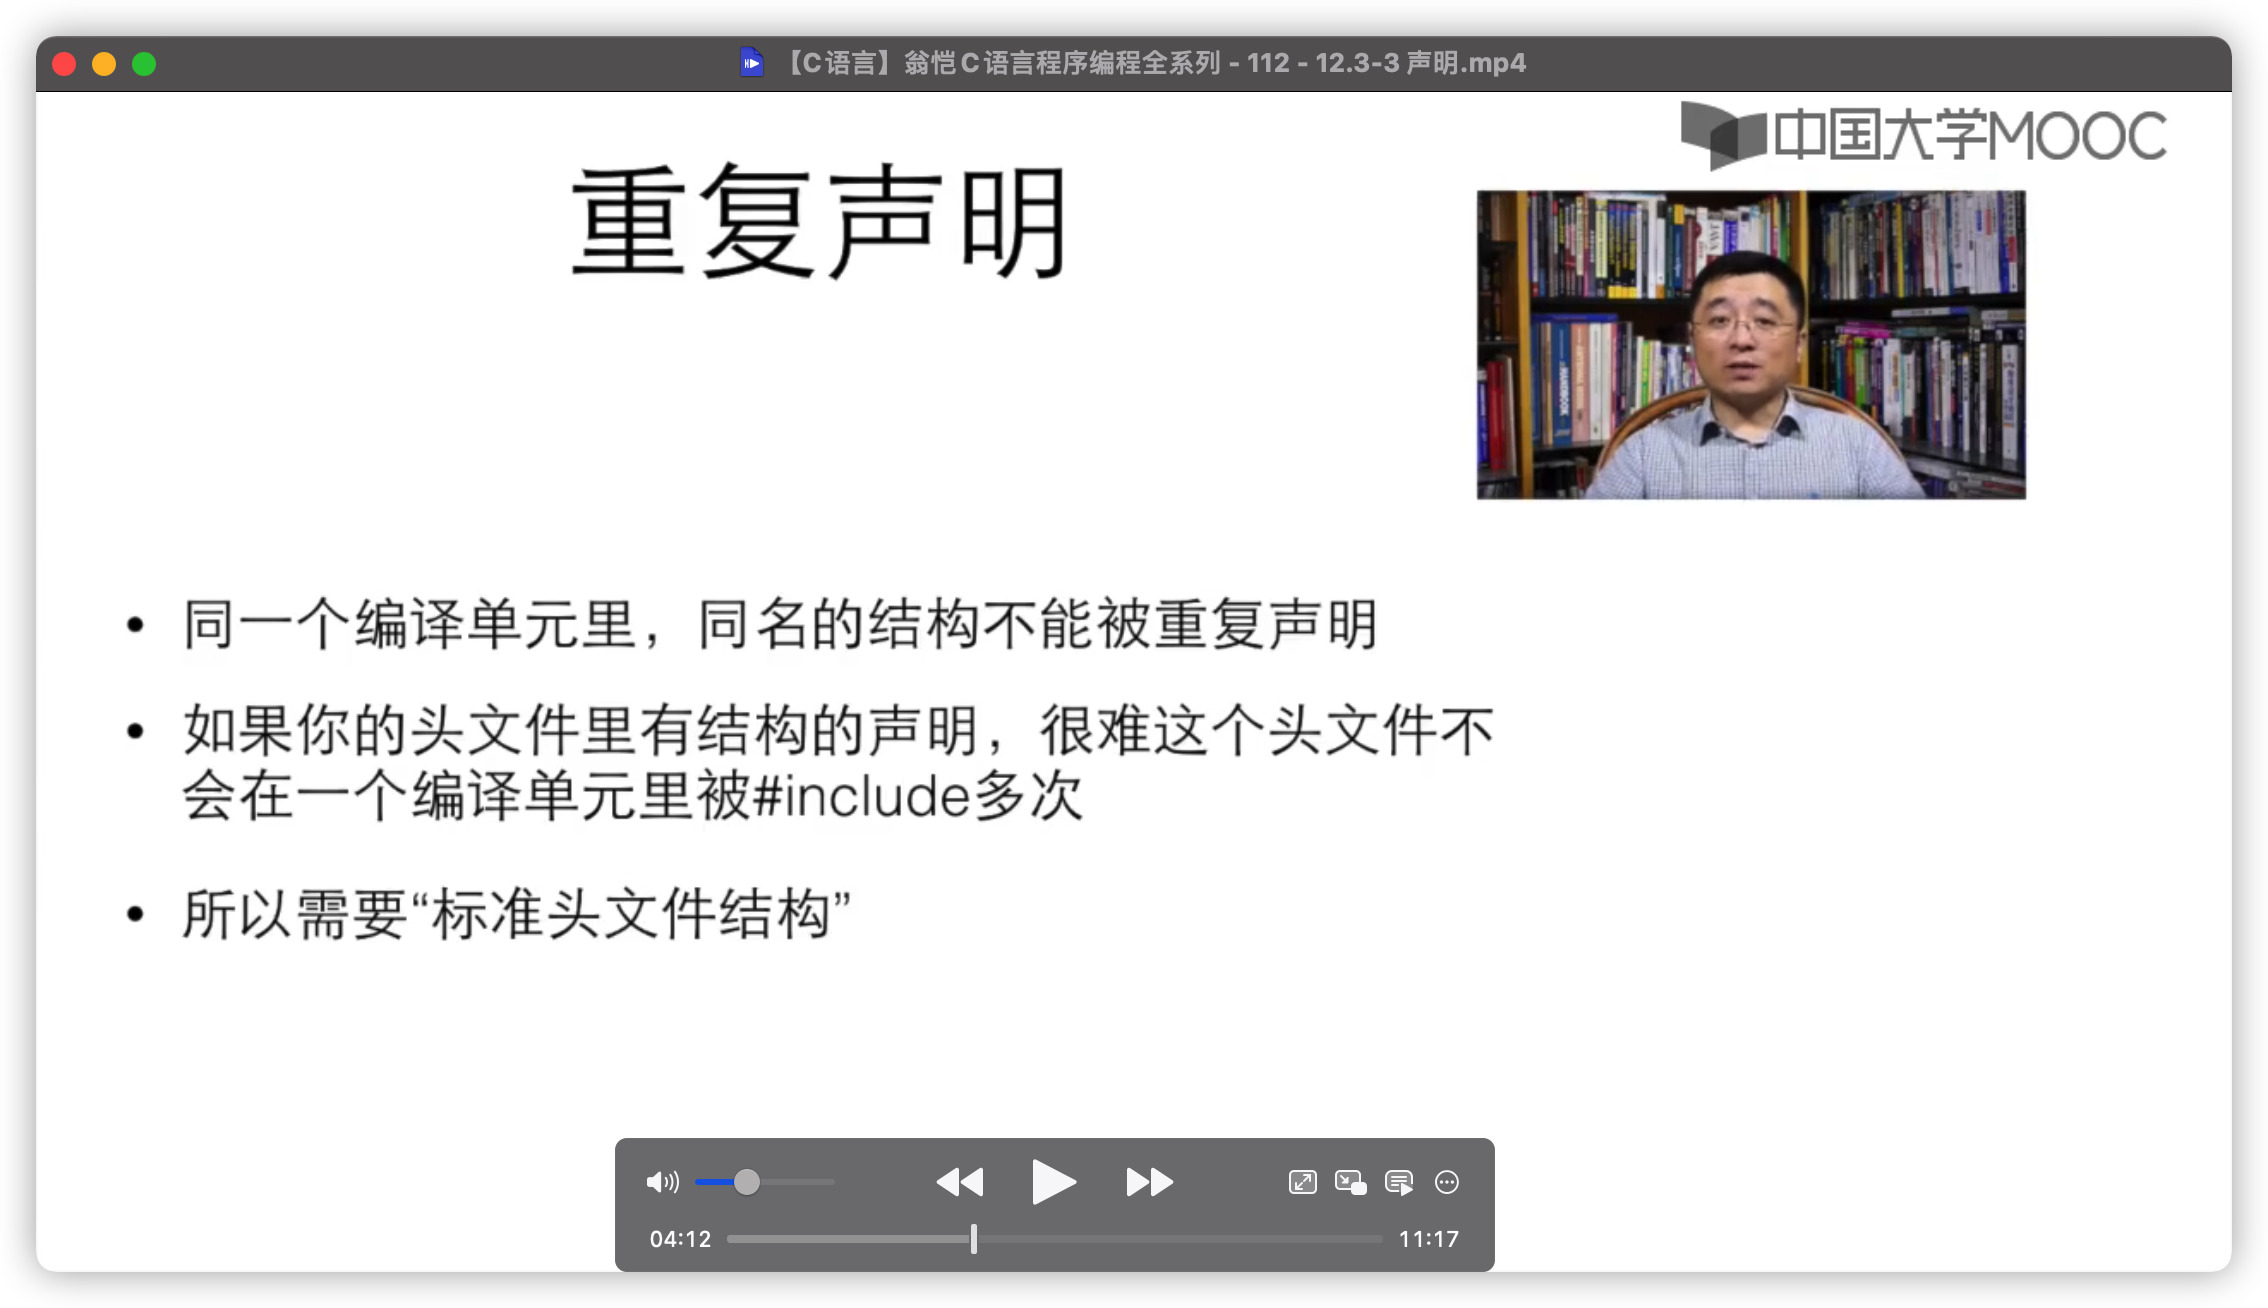 【C语言】翁恺C语言程序编程全系列 - 112 - 12.3-3 声明.mp4
中国大学MOOC
重复声明
• 同一个编译单元里，同名的结构不能被重复声明
• 如果你的头文件里有结构的声明，很难这个头文件不
会在一个编译单元里被#include多次
• 所以需要“标准头文件结构”
04:12
11:17